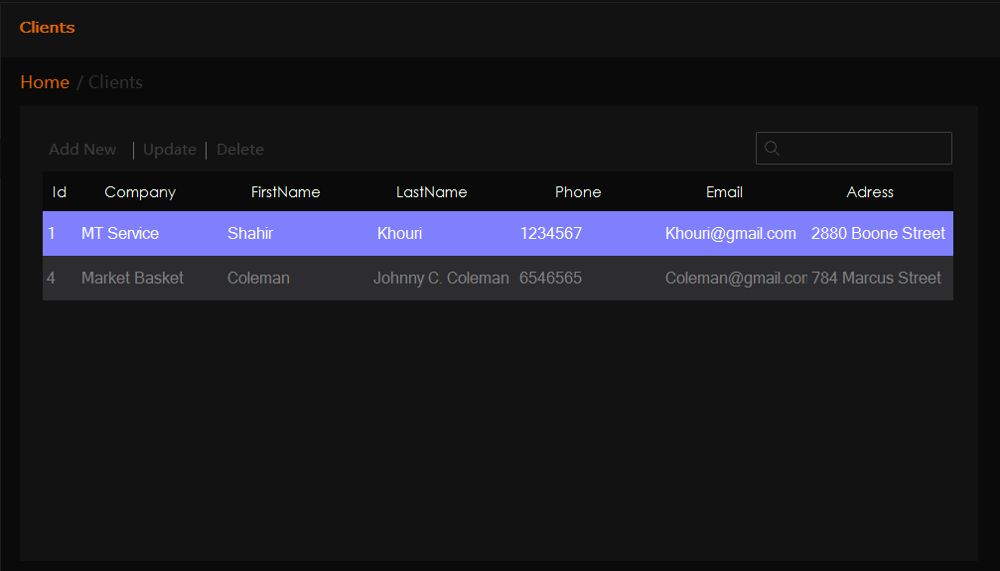 Clients
Home / Clients
Add New | Update | Delete
Id Company FirstName LastName Phone Email Adress
1 MT Service Shahir Khouri 1234567 Khouri@gmail.com 2880 Boone Street
4 Market Basket Coleman Johnny C. Coleman 6546565 Coleman@gmail.com 784 Marcus Street